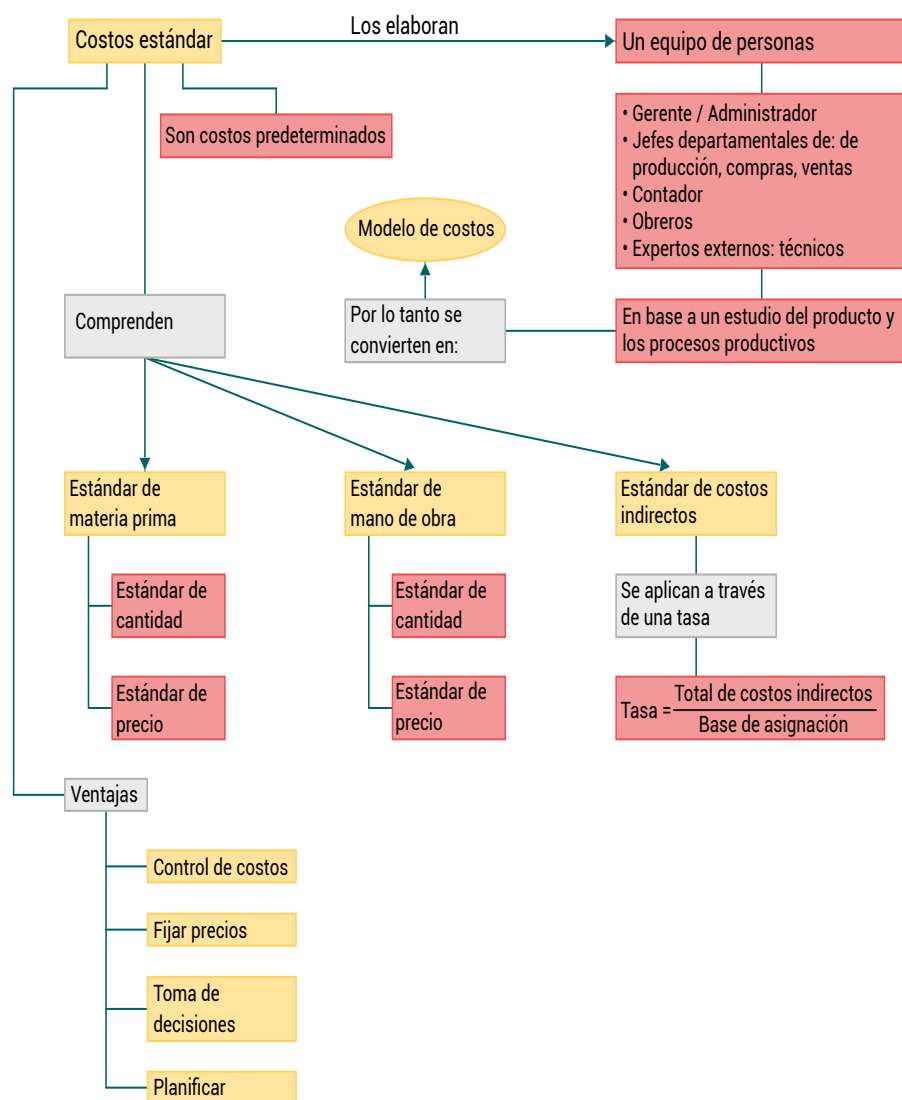 Costos estándar
Los elaboran
Un equipo de personas
Son costos predeterminados
• Gerente / Administrador
• Jefes departamentales de: de
producción, compras, ventas
• Contador
• Obreros
• Expertos externos: técnicos
Modelo de costos
Comprenden
Por lo tanto se
convierten en:
En base a un estudio del producto y
los procesos productivos
Estándar de
materia prima
Estándar de
mano de obra
Estándar de costos
indirectos
Estándar de
cantidad
Estándar de
cantidad
Se aplican a través
de una tasa
Estándar de
precio
Estándar de
precio
Tasa = Total de costos indirectos
Base de asignación
Ventajas
Control de costos
Fijar precios
Toma de
decisiones
Planificar